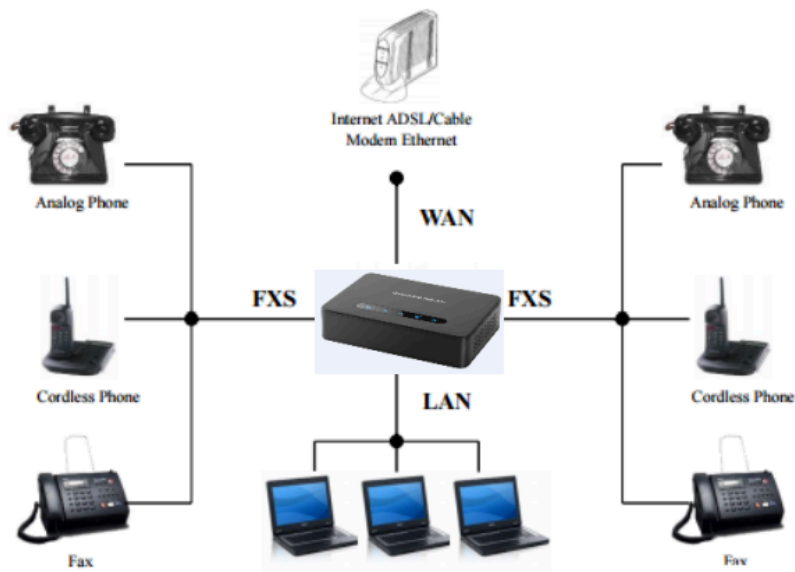 Internet ADSL/Cable
Modem Ethernet
Analog Phone
Analog Phone
WAN
FXS
FXS
Cordless Phone
Cordless Phone
LAN
Fax
Fax